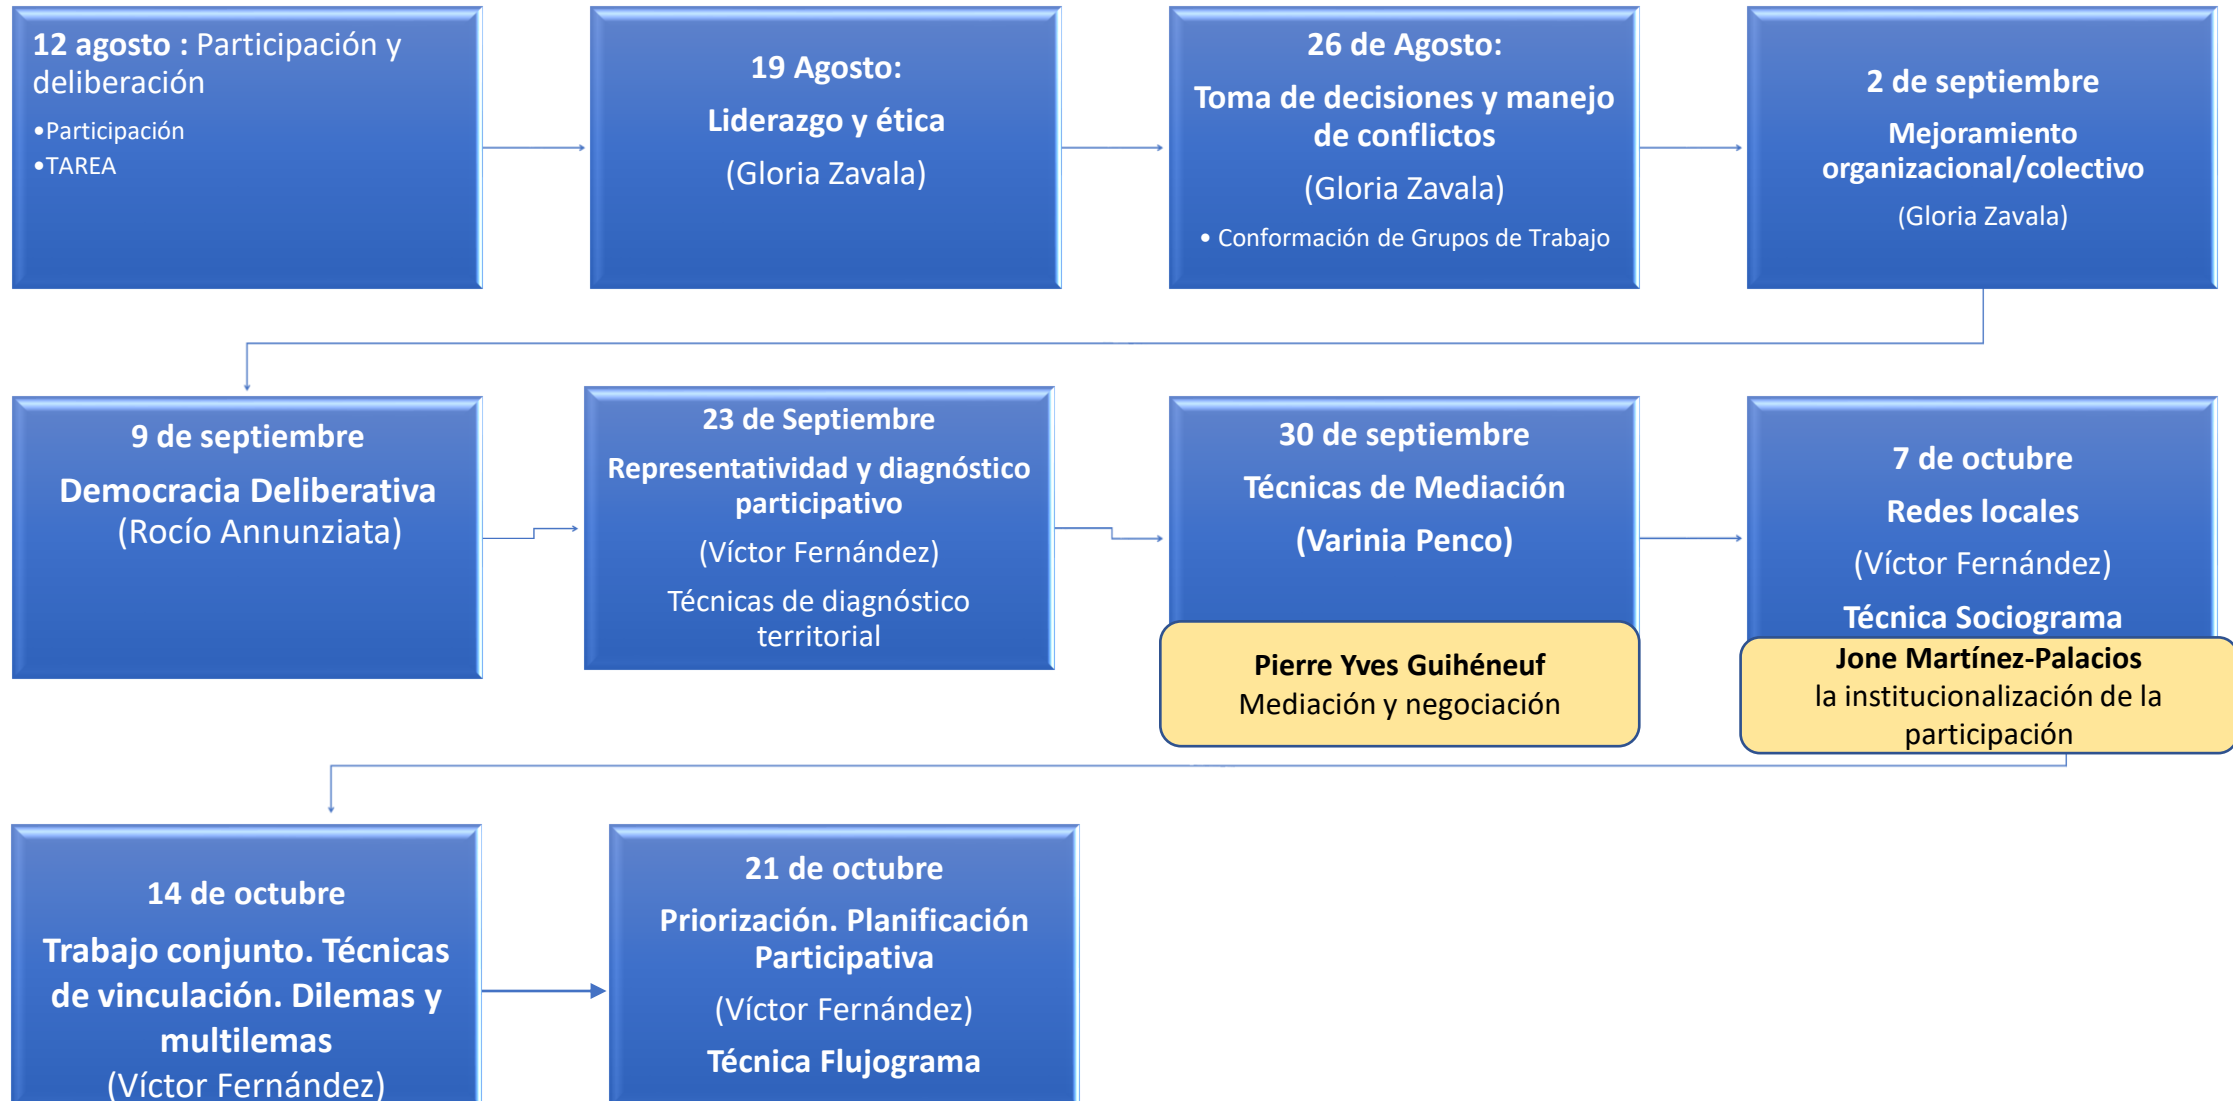 12 agosto : Participación y
deliberación
•Participación
•TAREA
19 Agosto:
Liderazgo y ética
(Gloria Zavala)
26 de Agosto:
Toma de decisiones y manejo
de conflictos
(Gloria Zavala)
• Conformación de Grupos de Trabajo
2 de septiembre
Mejoramiento
organizacional/colectivo
(Gloria Zavala)
9 de septiembre
Democracia Deliberativa
(Rocío Annunziata)
23 de Septiembre
Representatividad y diagnóstico
participativo
(Víctor Fernández)
Técnicas de diagnóstico
territorial
30 de septiembre
Técnicas de Mediación
(Varinia Penco)
Pierre Yves Guihéneuf
Mediación y negociación
7 de octubre
Redes locales
(Víctor Fernández)
Técnica Sociograma
Jone Martínez-Palacios
la institucionalización de la
participación
14 de octubre
Trabajo conjunto. Técnicas
de vinculación. Dilemas y
multilemas
(Víctor Fernández)
21 de octubre
Priorización. Planificación
Participativa
(Víctor Fernández)
Técnica Flujograma